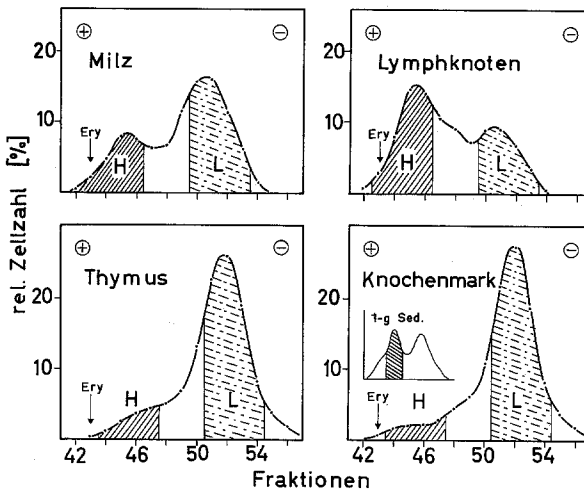 ⊕ ⊖
Milz
Ery
H L
20
10
⊕ ⊖
Lymphknoten
Ery
H L
20
10
rel. Zellzahl [%]
⊕ ⊖
Thymus
Ery
H L
20
10
42 46 50 54
⊕ ⊖
Knochenmark
1-g Sed.
Ery
H L
20
10
42 46 50 54
Fraktionen